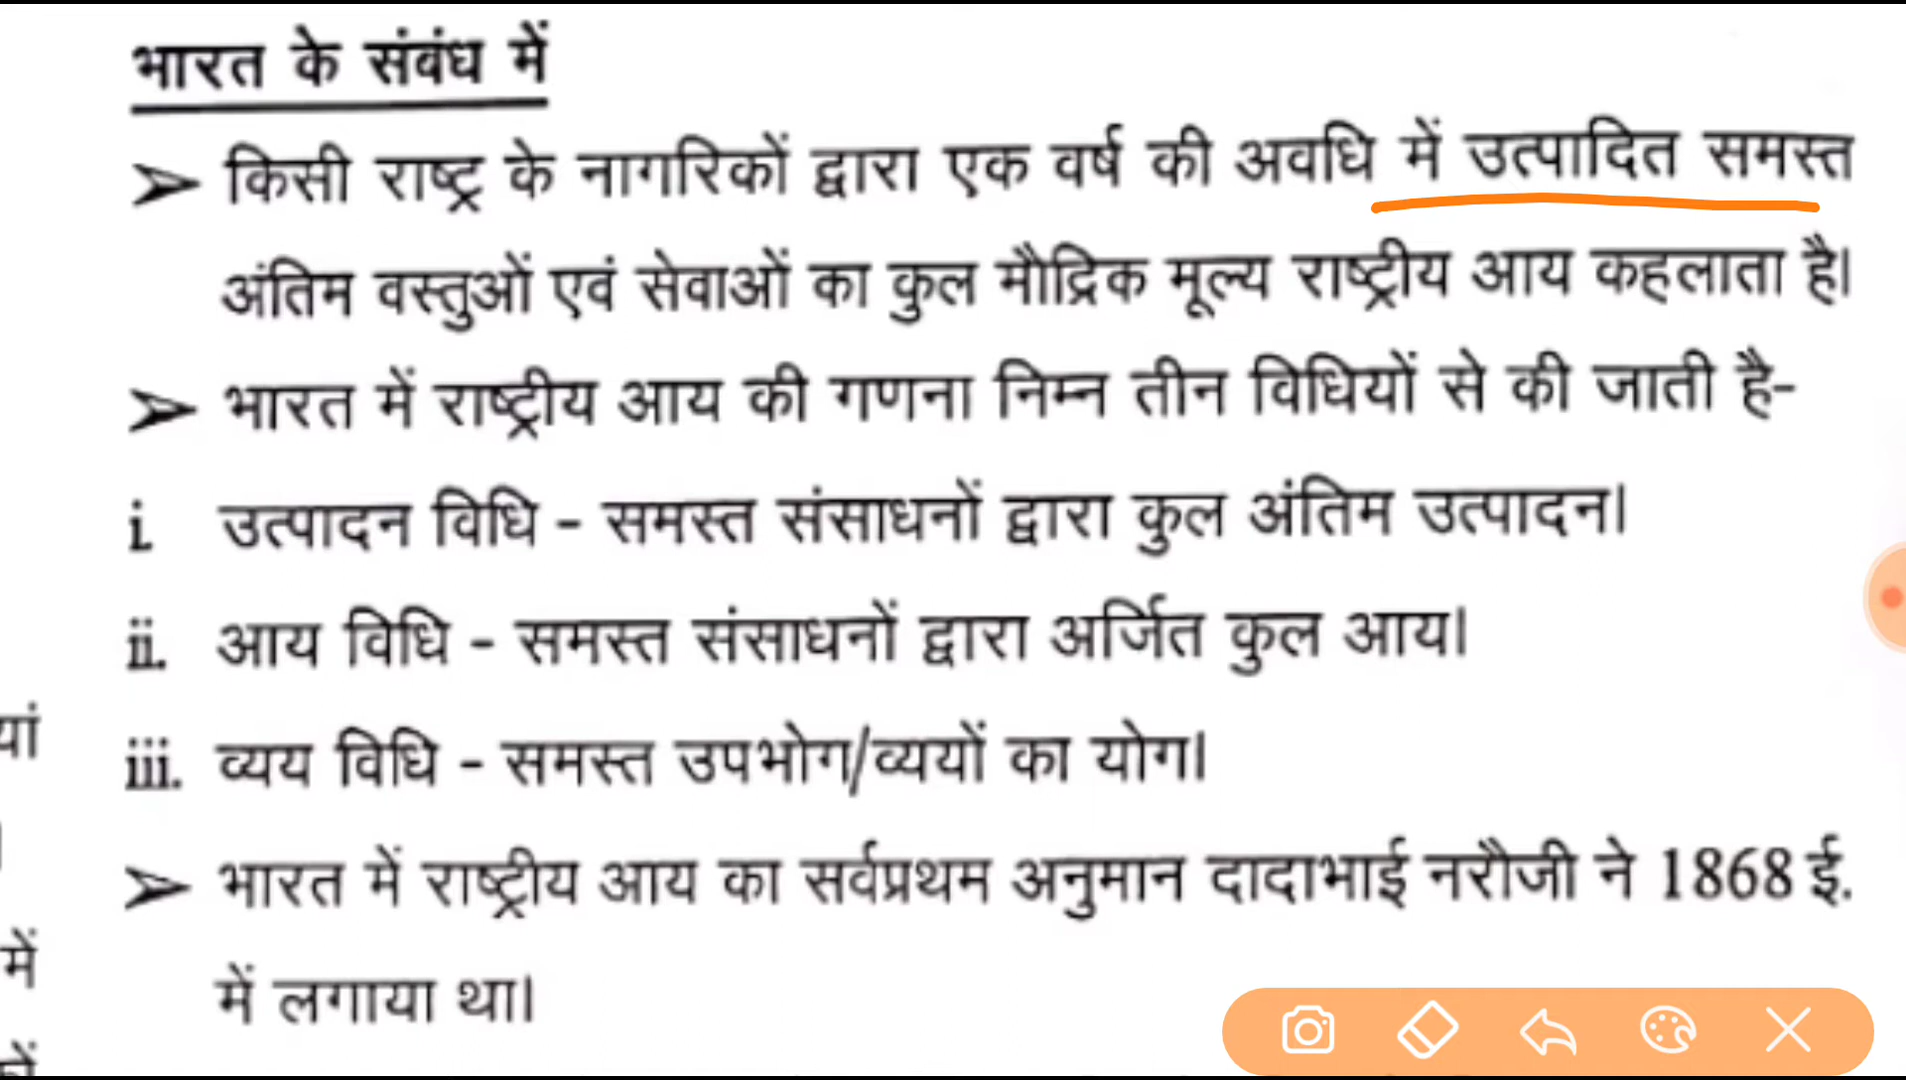 भारत के संबंध में
➢ किसी राष्ट्र के नागरिकों द्वारा एक वर्ष की अवधि में उत्पादित समस्त
अंतिम वस्तुओं एवं सेवाओं का कुल मौद्रिक मूल्य राष्ट्रीय आय कहलाता है।
➢ भारत में राष्ट्रीय आय की गणना निम्न तीन विधियों से की जाती है-
i. उत्पादन विधि - समस्त संसाधनों द्वारा कुल अंतिम उत्पादन।
ii. आय विधि - समस्त संसाधनों द्वारा अर्जित कुल आय।
iii. व्यय विधि - समस्त उपभोग/व्ययों का योग।
➢ भारत में राष्ट्रीय आय का सर्वप्रथम अनुमान दादाभाई नरौजी ने 1868 ई.
में लगाया था।
में